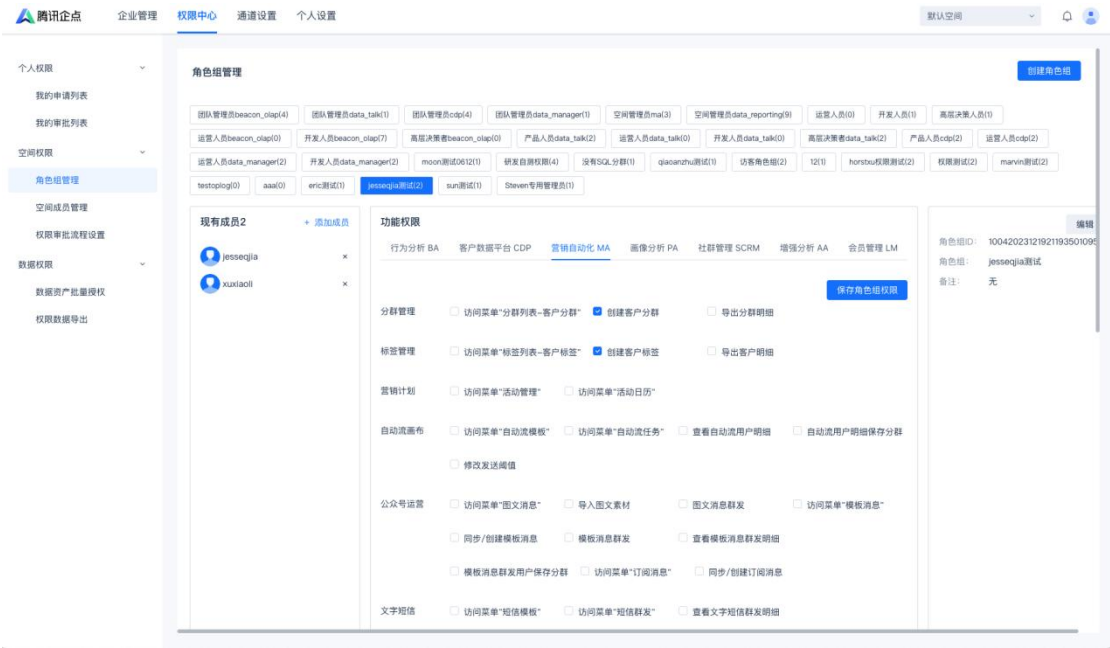 腾讯企点 企业管理 权限中心 通道设置 个人设置 默认空间
个人权限
我的申请列表
我的审批列表
空间权限
角色组管理
空间成员管理
权限审批流程设置
数据权限
数据资产批量授权
权限数据导出
角色组管理 创建角色组
团队管理员beacon_olap(4) 团队管理员data_talk(1) 团队管理员cdp(4) 团队管理员data_manager(1) 空间管理员ma(3) 空间管理员data_reporting(9) 运营人员(0) 开发人员(1) 高层决策人员(1)
运营人员beacon_olap(0) 开发人员beacon_olap(7) 高层决策者beacon_olap(0) 产品人员data_talk(2) 运营人员data_talk(0) 开发人员data_talk(0) 高层决策者data_talk(2) 产品人员cdp(2) 运营人员cdp(2)
运营人员data_manager(2) 开发人员data_manager(2) moon测试0612(1) 研发自测权限(4) 没有SQL分群(1) qiaoanzhu测试(1) 访客角色组(2) 12(1) horstxu权限测试(2) 权限测试(2) marvin测试(2)
testoplog(0) aaa(0) eric测试(1) jesseqjia测试(2) sun测试(1) Steven专用管理员(1)
现有成员2 + 添加成员
jesseqjia ×
xuxiaoli ×
功能权限
行为分析 BA 客户数据平台 CDP 营销自动化 MA 画像分析 PA 社群管理 SCRM 增强分析 AA 会员管理 LM
保存角色组权限
分群管理 访问菜单"分群列表-客户分群" 创建客户分群 导出分群明细
标签管理 访问菜单"标签列表-客户标签" 创建客户标签 导出客户明细
营销计划 访问菜单"活动管理" 访问菜单"活动日历"
自动流画布 访问菜单"自动流模板" 访问菜单"自动流任务" 查看自动流用户明细 自动流用户明细保存分群
修改发送阈值
公众号运营 访问菜单"图文消息" 导入图文素材 图文消息群发 访问菜单"模板消息"
同步/创建模板消息 模板消息群发 查看模板消息群发明细
模板消息群发用户保存分群 访问菜单"订阅消息" 同步/创建订阅消息
文字短信 访问菜单"短信模板" 访问菜单"短信群发" 查看文字短信群发明细
编辑
角色组ID: 10042023121921193501095
角色组: jesseqjia测试
备注: 无